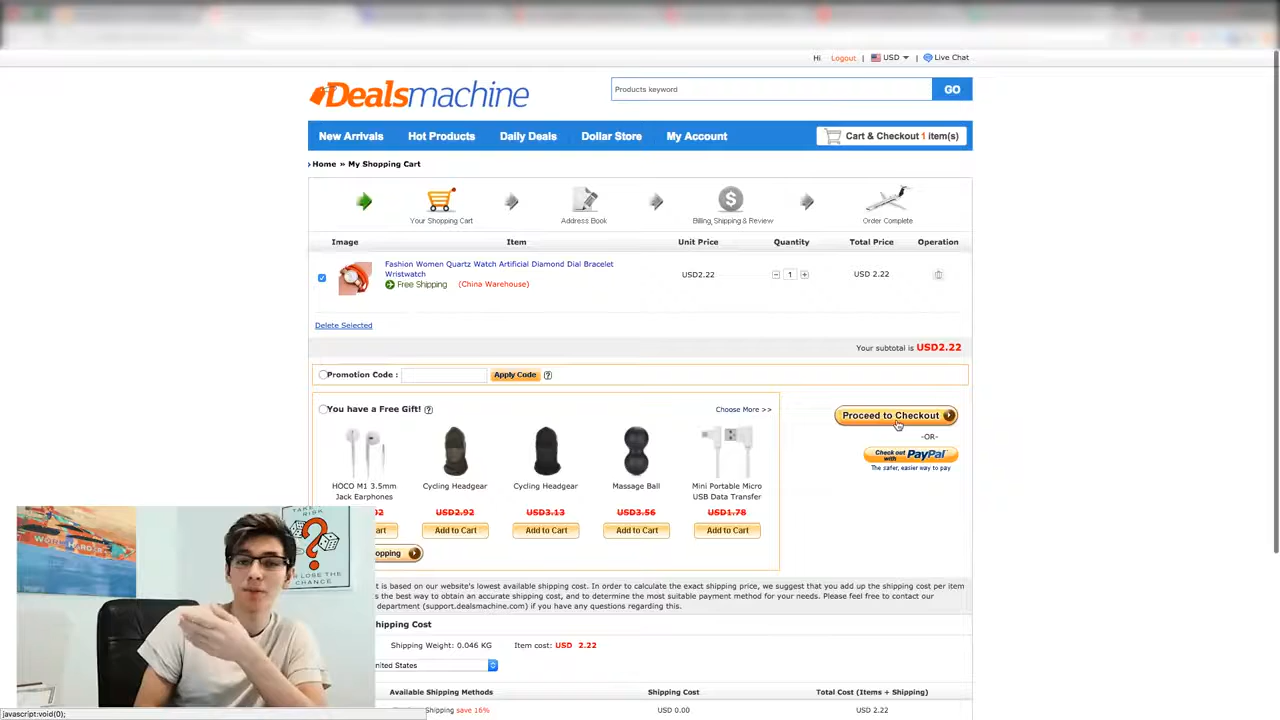 Hi Logout | USD | Live Chat
Dealsmachine
Products keyword GO
New Arrivals Hot Products Daily Deals Dollar Store My Account Cart & Checkout 1 item(s)
Home » My Shopping Cart
Your Shopping Cart Address Book Billing, Shipping & Review Order Complete
Image Item Unit Price Quantity Total Price Operation
Fashion Women Quartz Watch Artificial Diamond Dial Bracelet
Wristwatch
Free Shipping (China Warehouse)
USD2.22 1 USD 2.22
Delete Selected
Your subtotal is USD2.22
Promotion Code : Apply Code ?
You have a Free Gift! ? Choose More >>
Proceed to Checkout
-OR-
Check out with PayPal
The safer, easier way to pay
HOCO M1 3.5mm
Jack Earphones
Cycling Headgear
Cycling Headgear
Massage Ball
Mini Portable Micro
USB Data Transfer
02 USD2.92 USD3.13 USD3.56 USD1.78
art Add to Cart Add to Cart Add to Cart Add to Cart
opping
t is based on our website's lowest available shipping cost. In order to calculate the exact shipping price, we suggest that you add up the shipping cost per item
s the best way to obtain an accurate shipping cost, and to determine the most suitable payment method for your needs. Please feel free to contact our
department (support.dealsmachine.com) if you have any questions regarding this.
hipping Cost
Shipping Weight: 0.046 KG Item cost: USD 2.22
nited States
Available Shipping Methods Shipping Cost Total Cost (Items + Shipping)
save 16% USD 0.00 USD 2.22
TAKE
RISK
OR LOSE THE
CHANCE
WORK HARDER
javascript:void(0);